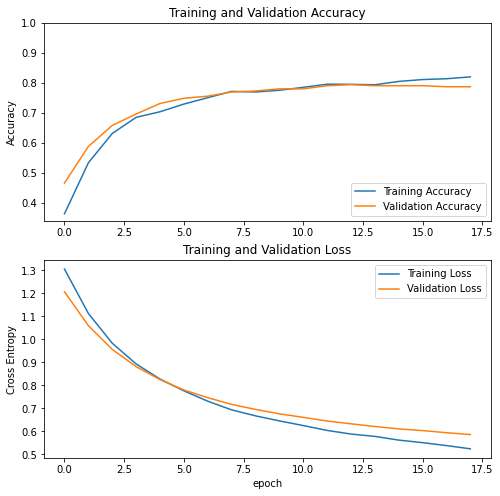 Training and Validation Accuracy
1.0
0.9
0.8
0.7
0.6
0.5
0.4
Accuracy
Training Accuracy
Validation Accuracy
0.0 2.5 5.0 7.5 10.0 12.5 15.0 17.5
Training and Validation Loss
1.3
1.2
1.1
1.0
0.9
0.8
0.7
0.6
0.5
Cross Entropy
Training Loss
Validation Loss
0.0 2.5 5.0 7.5 10.0 12.5 15.0 17.5
epoch